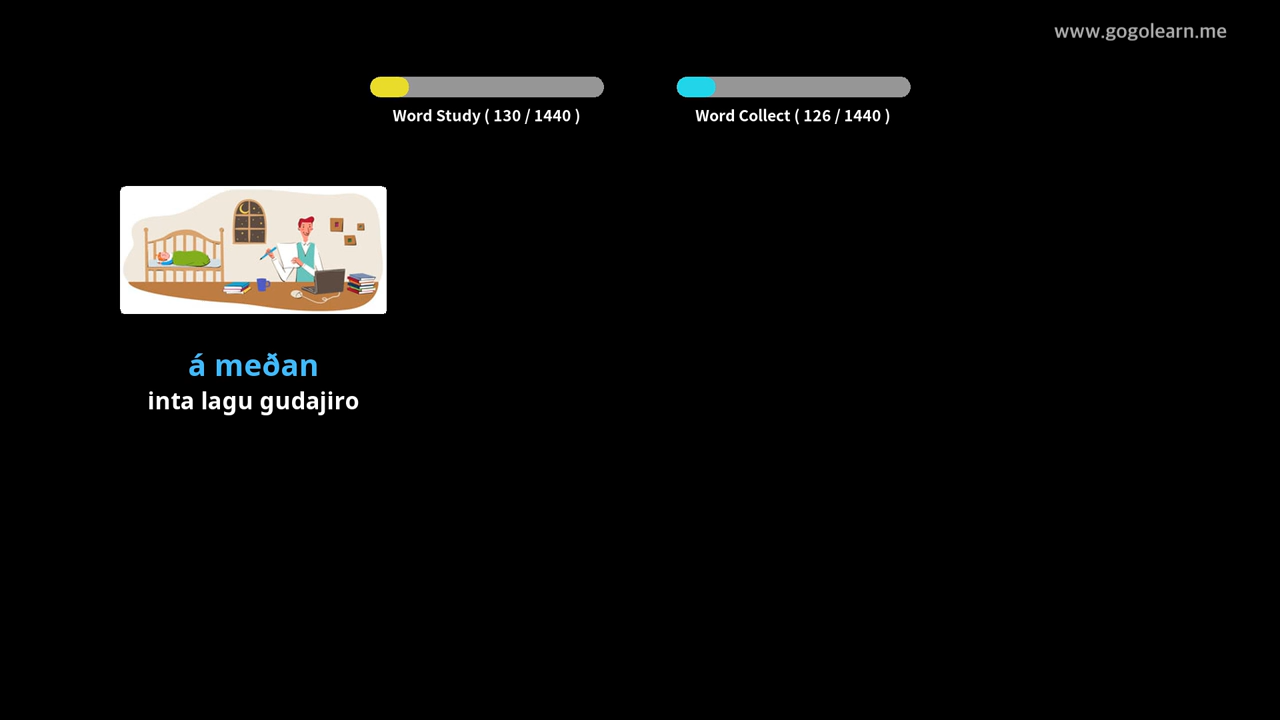 www.gogolearn.me
Word Study ( 130 / 1440 )
Word Collect ( 126 / 1440 )
á meðan
inta lagu gudajiro